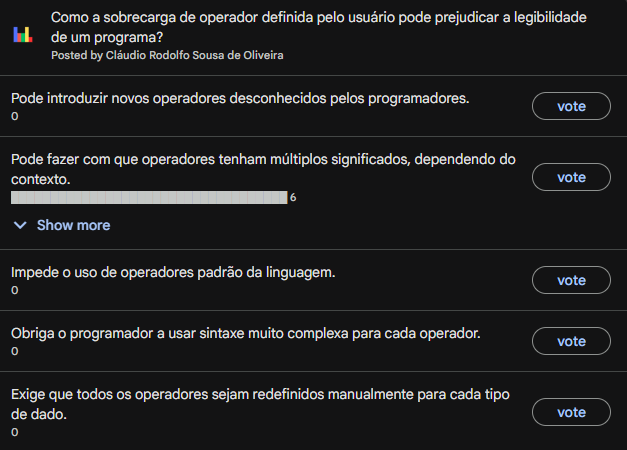 Como a sobrecarga de operador definida pelo usuário pode prejudicar a legibilidade
de um programa?
Posted by Cláudio Rodolfo Sousa de Oliveira
Pode introduzir novos operadores desconhecidos pelos programadores.
0
vote
Pode fazer com que operadores tenham múltiplos significados, dependendo do
contexto.
6
vote
Show more
Impede o uso de operadores padrão da linguagem.
0
vote
Obriga o programador a usar sintaxe muito complexa para cada operador.
0
vote
Exige que todos os operadores sejam redefinidos manualmente para cada tipo
de dado.
0
vote